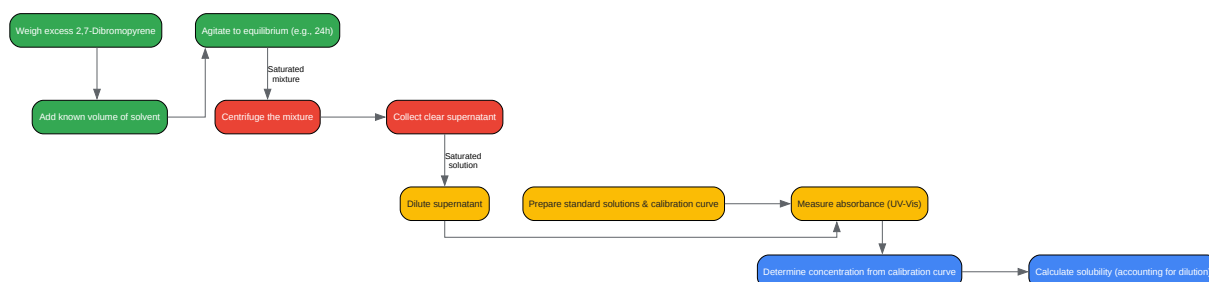 Weigh excess 2,7-Dibromopyrene
Agitate to equilibrium (e.g., 24h)
Saturated
mixture
Add known volume of solvent
Centrifuge the mixture
Collect clear supernatant
Saturated
solution
Dilute supernatant
Prepare standard solutions & calibration curve
Measure absorbance (UV-Vis)
Determine concentration from calibration curve
Calculate solubility (accounting for dilution)